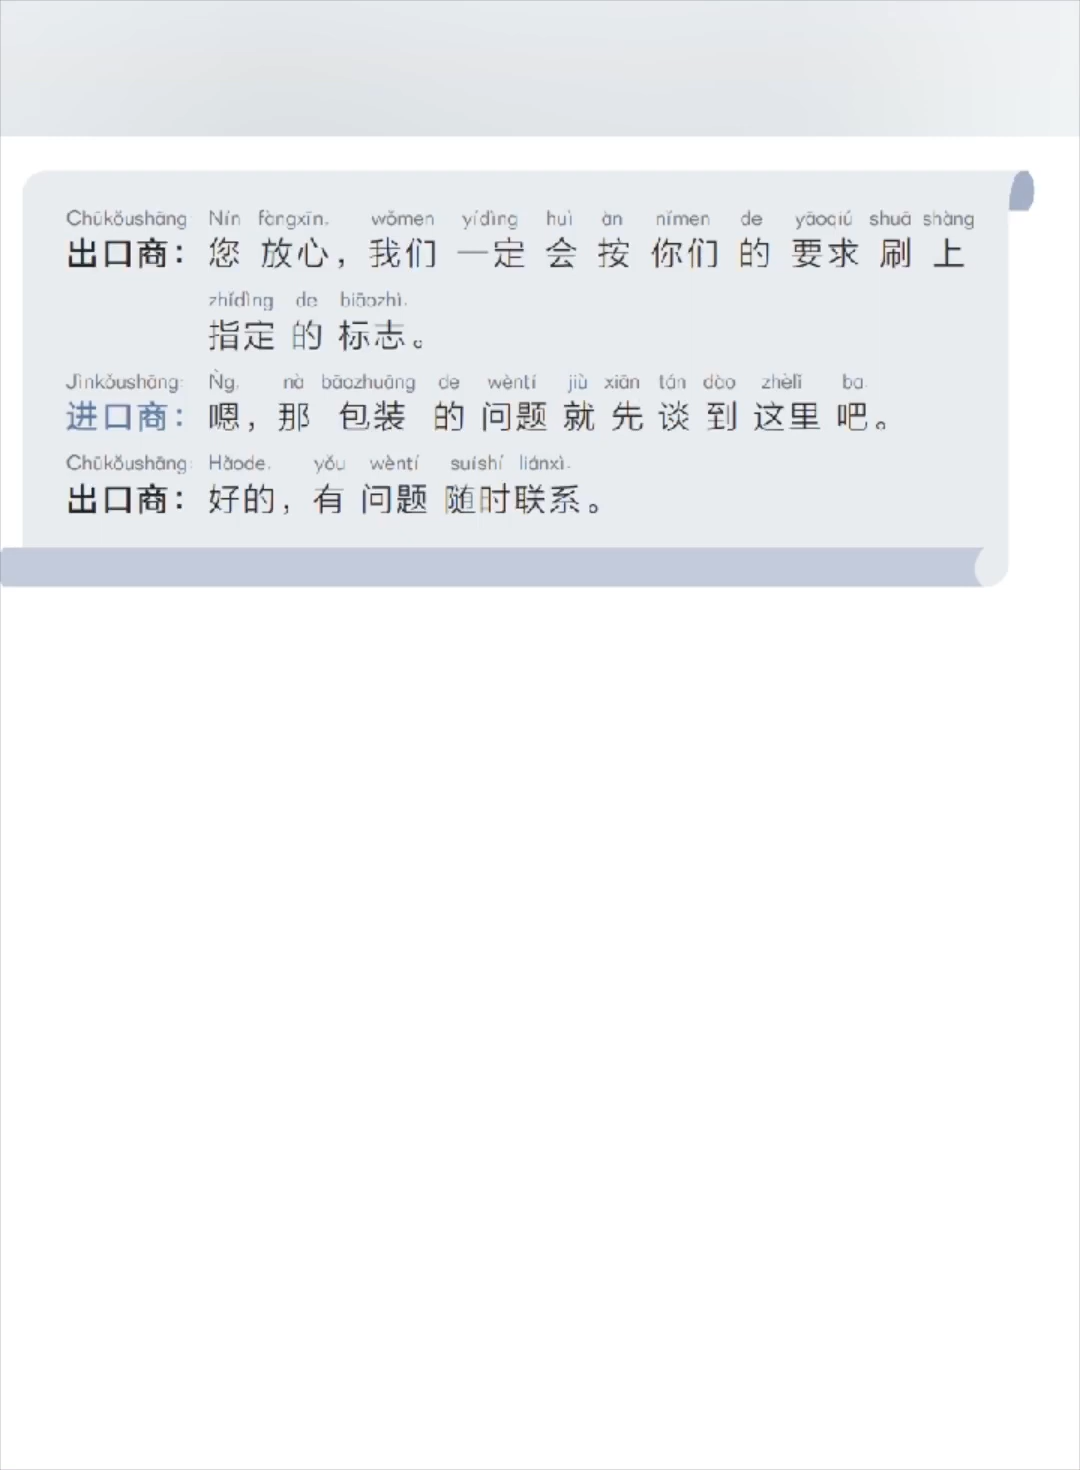 Chūkǒushāng: Nín fàngxīn, wǒmen yídìng huì àn nǐmen de yāoqiú shuā shàng
出口商：您 放心，我们 一定 会 按 你们 的 要求 刷 上
zhǐdìng de biāozhì.
指定 的 标志。
Jìnkǒushāng: Ǹg, nà bāozhuāng de wèntí jiù xiān tán dào zhèlǐ ba.
进口商：嗯，那 包装 的 问题 就 先 谈 到 这里 吧。
Chūkǒushāng: Hǎode, yǒu wèntí suíshí liánxì.
出口商：好的，有 问题 随时联系。